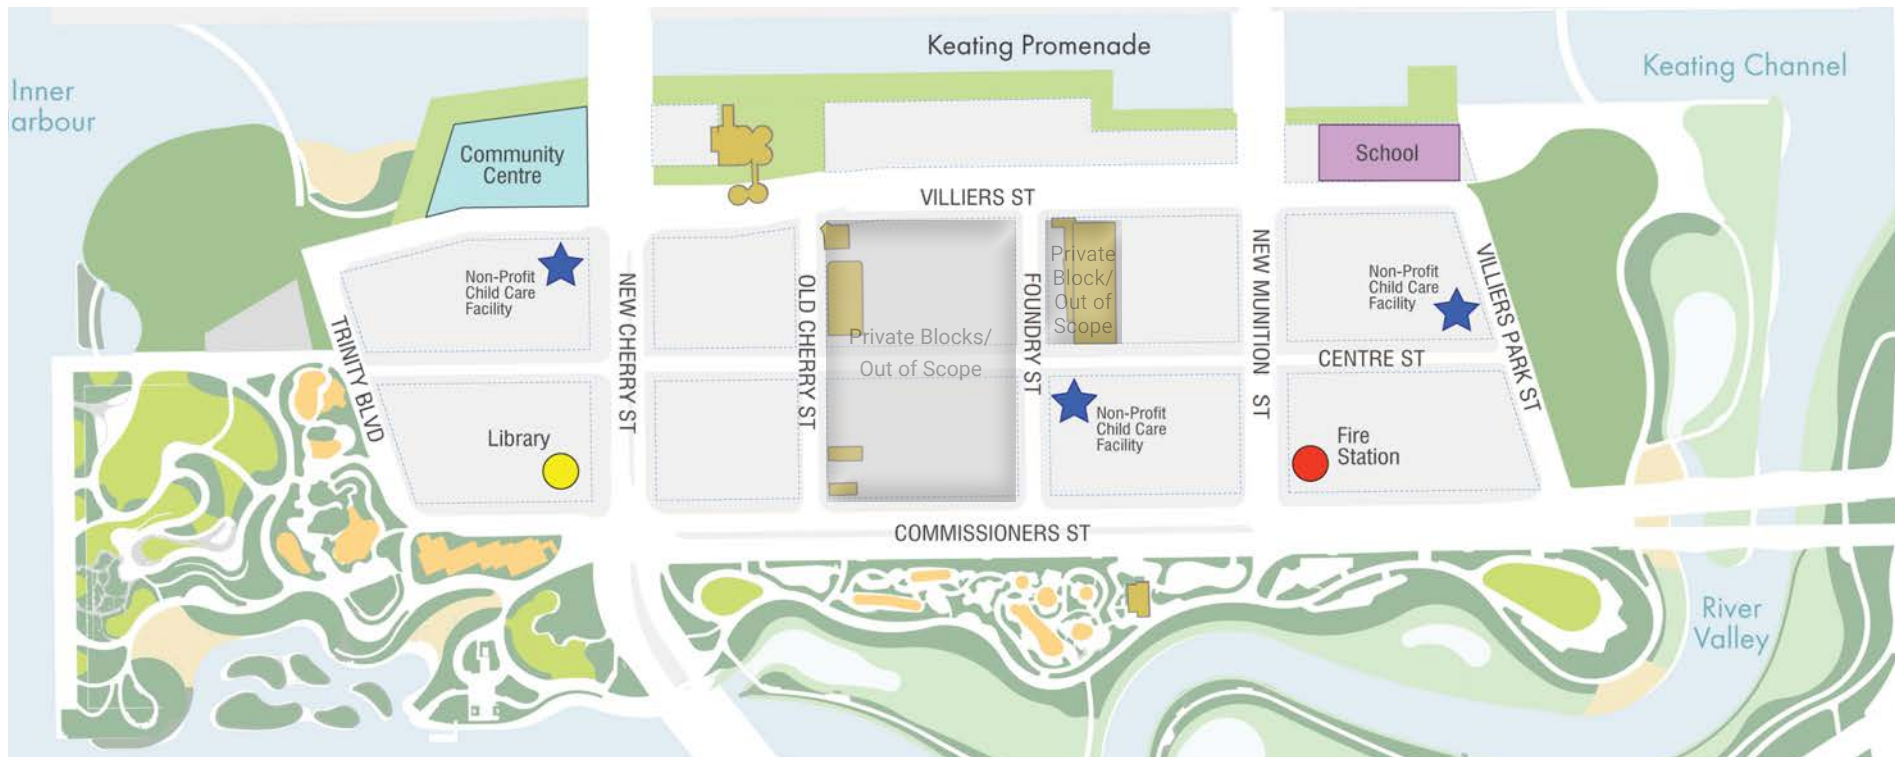 Keating Promenade
Keating Channel
Inner
arbour
Community
Centre
School
VILLIERS ST
Non-Profit
Child Care
Facility
NEW CHERRY ST
OLD CHERRY ST
Private Blocks/
Out of Scope
FOUNDRY ST
Private
Block/
Out of
Scope
NEW MUNITION ST
Non-Profit
Child Care
Facility
VILLIERS PARK ST
TRINITY BLVD
CENTRE ST
Library
Non-Profit
Child Care
Facility
Fire
Station
COMMISSIONERS ST
River
Valley